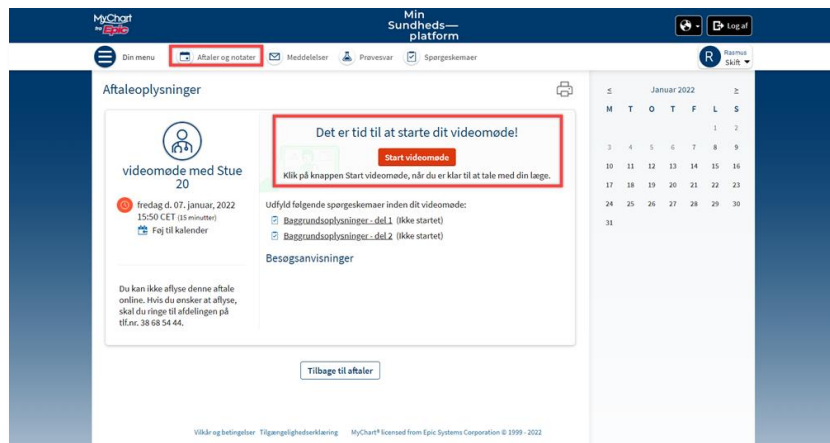 MyChart
by Epic
Min
Sundheds—
platform
Log af
Din menu
Aftaler og notater
Meddelelser
Prøvesvar
Spørgeskemaer
R
Rasmus
Skift
Aftaleoplysninger
videomøde med Stue
20
fredag d. 07. januar, 2022
15:50 CET (15 minutter)
Føj til kalender
Du kan ikke aflyse denne aftale
online. Hvis du ønsker at aflyse,
skal du ringe til afdelingen på
tlf.nr. 38 68 54 44.
Det er tid til at starte dit videomøde!
Start videomøde
Klik på knappen Start videomøde, når du er klar til at tale med din læge.
Udfyld følgende spørgeskemaer inden dit videomøde:
Baggrundsoplysninger - del 1 (Ikke startet)
Baggrundsoplysninger - del 2 (Ikke startet)
Besøgsanvisninger
Tilbage til aftaler
Januar 2022
M T O T F L S
1 2
3 4 5 6 7 8 9
10 11 12 13 14 15 16
17 18 19 20 21 22 23
24 25 26 27 28 29 30
31
Vilkår og betingelser Tilgængelighedserklæring MyChart® licensed from Epic Systems Corporation © 1999 - 2022